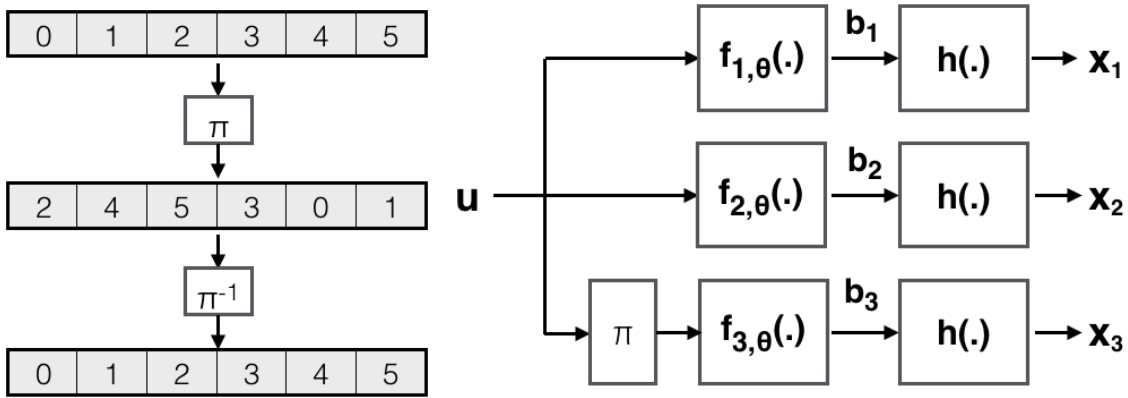 0 1 2 3 4 5
π
2 4 5 3 0 1
π-1
0 1 2 3 4 5
u
f1,θ(.) b1 h(.) x1
f2,θ(.) b2 h(.) x2
π f3,θ(.) b3 h(.) x3